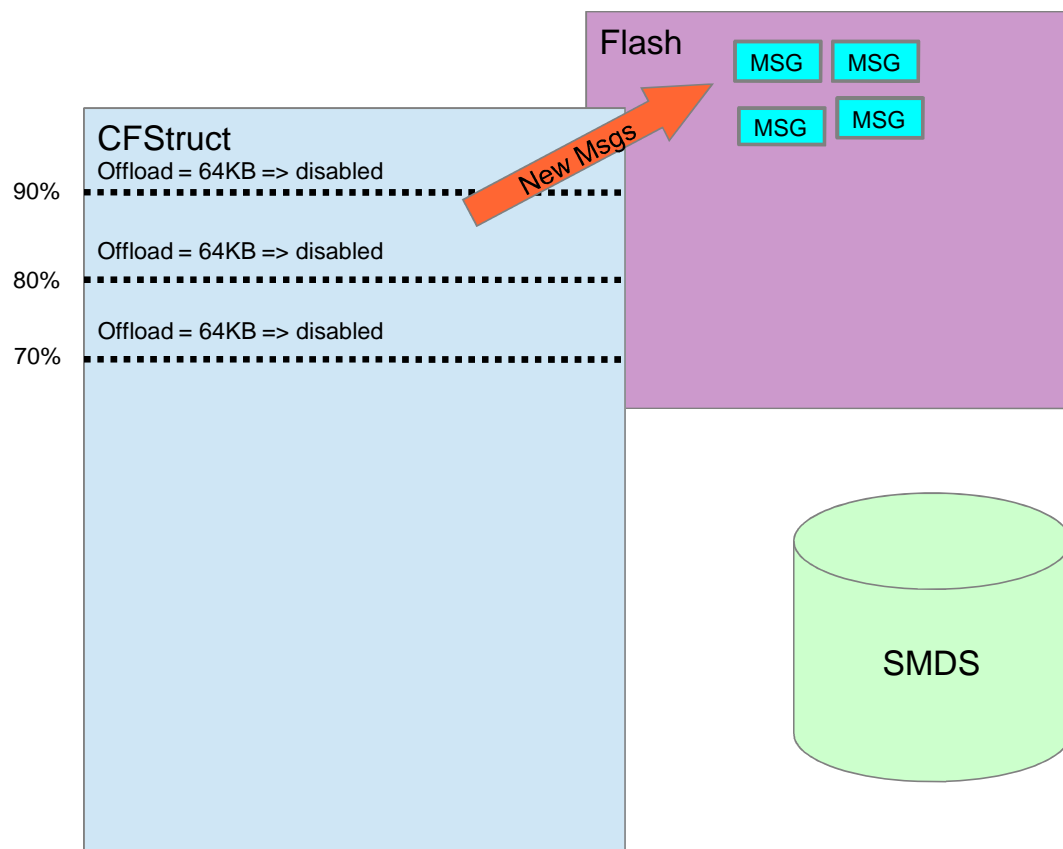 Flash
MSG
MSG
MSG
MSG
New Msgs
CFStruct
Offload = 64KB => disabled
90%
Offload = 64KB => disabled
80%
Offload = 64KB => disabled
70%
SMDS